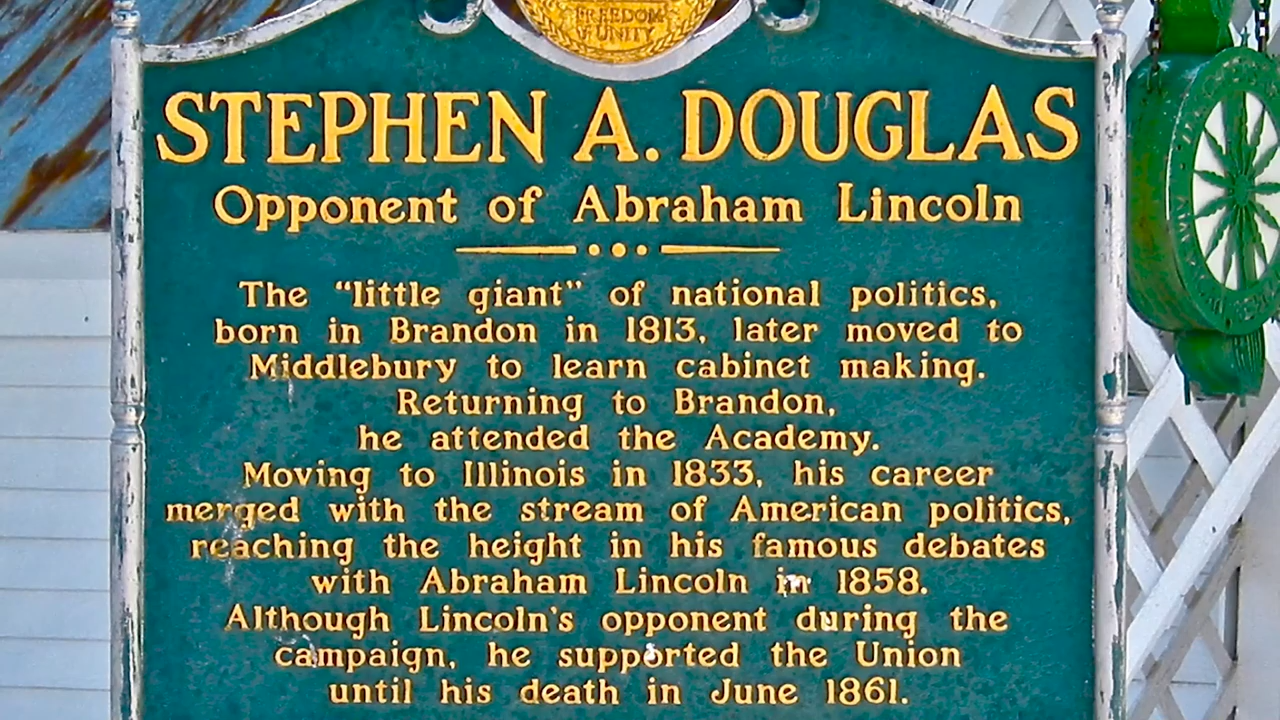 FREEDOM
& UNITY
STEPHEN A. DOUGLAS
Opponent of Abraham Lincoln
The "little giant" of national politics,
born in Brandon in 1813, later moved to
Middlebury to learn cabinet making.
Returning to Brandon,
he attended the Academy.
Moving to Illinois in 1833, his career
merged with the stream of American politics,
reaching the height in his famous debates
with Abraham Lincoln in 1858.
Although Lincoln's opponent during the
campaign, he supported the Union
until his death in June 1861.